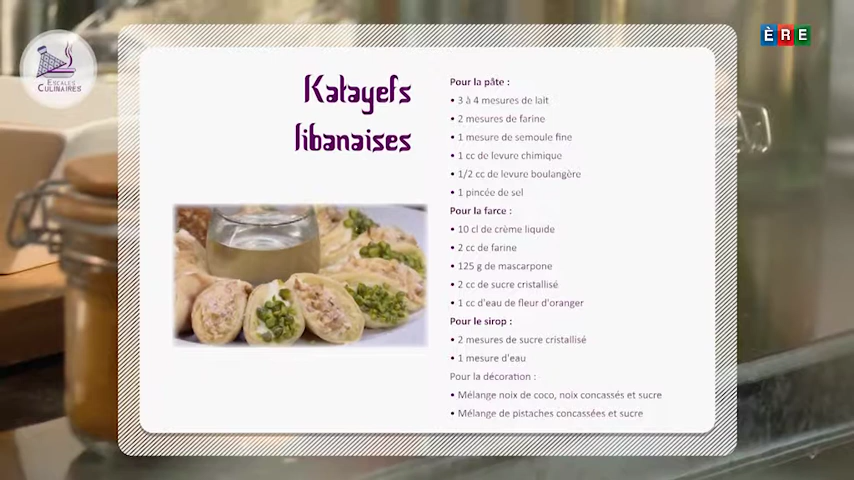 ESCALES
CULINAIRES
ÈRE
Katayefs
libanaises
Pour la pâte :
• 3 à 4 mesures de lait
• 2 mesures de farine
• 1 mesure de semoule fine
• 1 cc de levure chimique
• 1/2 cc de levure boulangère
• 1 pincée de sel
Pour la farce :
• 10 cl de crème liquide
• 2 cc de farine
• 125 g de mascarpone
• 2 cc de sucre cristallisé
• 1 cc d'eau de fleur d'oranger
Pour le sirop :
• 2 mesures de sucre cristallisé
• 1 mesure d'eau
Pour la décoration :
• Mélange noix de coco, noix concassés et sucre
• Mélange de pistaches concassées et sucre